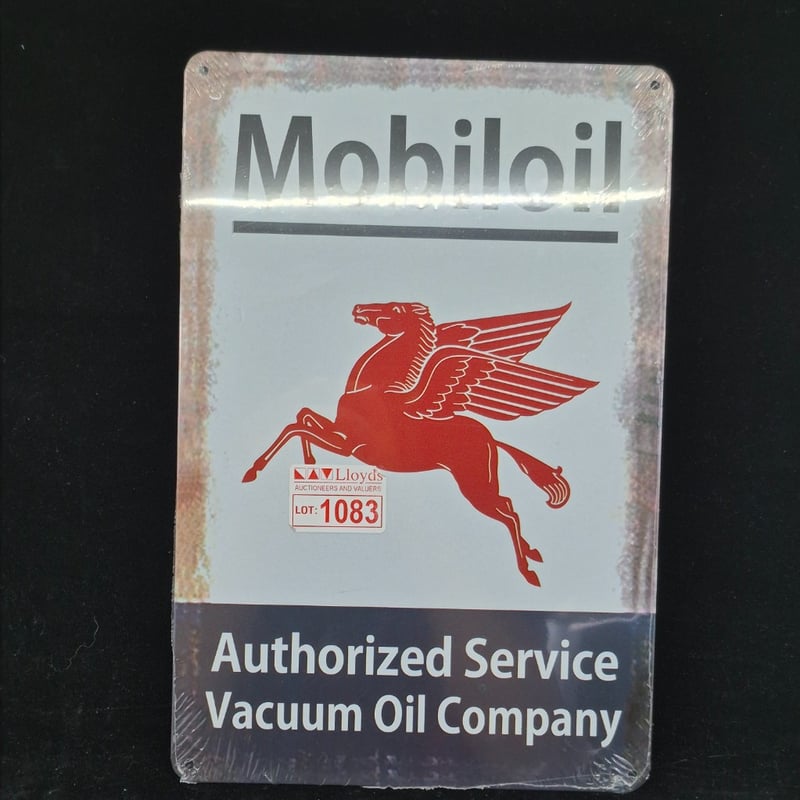 Mobiloil
Lloyds
AUCTIONEERS AND VALUERS
LOT: 1083
Authorized Service
Vacuum Oil Company